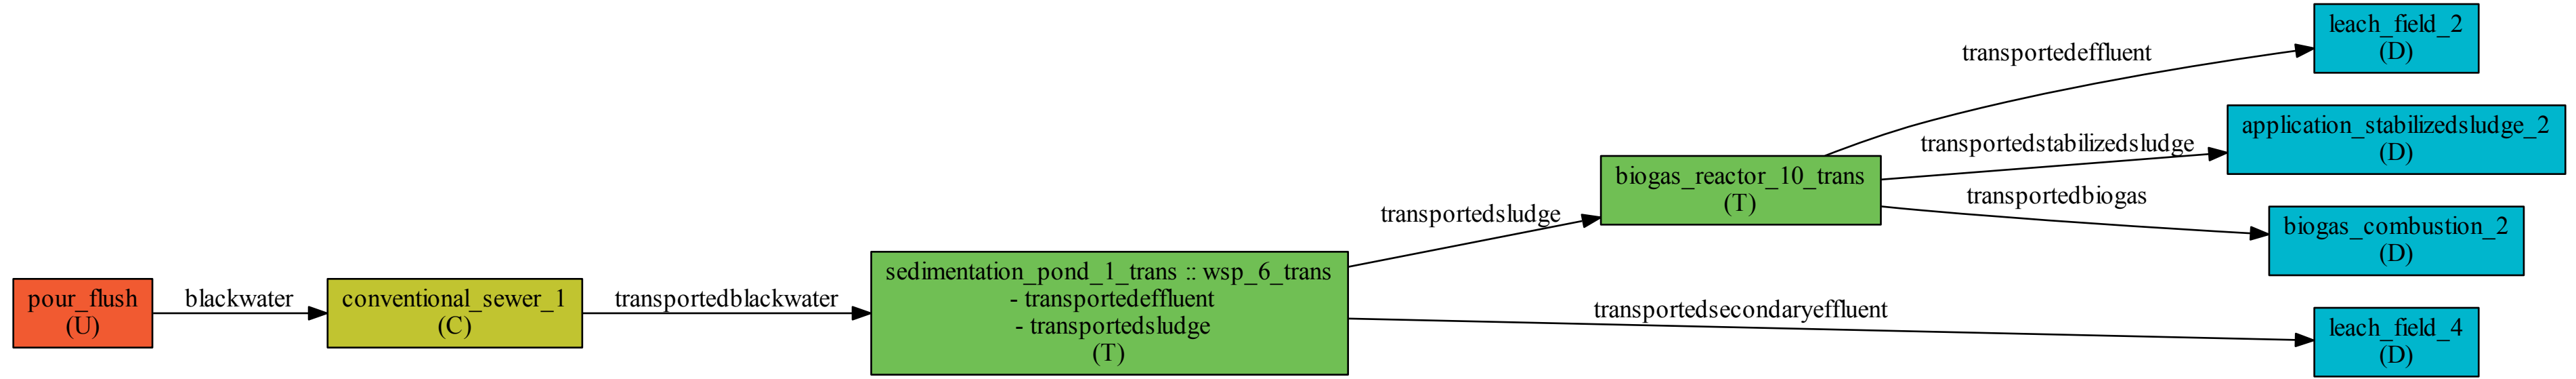 pour_flush
(U)
blackwater
conventional_sewer_1
(C)
transportedblackwater
sedimentation_pond_1_trans :: wsp_6_trans
- transportedeffluent
- transportedsludge
(T)
transportedsludge
transportedsecondaryeffluent
biogas_reactor_10_trans
(T)
transportedeffluent
transportedstabilizedsludge
transportedbiogas
leach_field_2
(D)
application_stabilizedsludge_2
(D)
biogas_combustion_2
(D)
leach_field_4
(D)